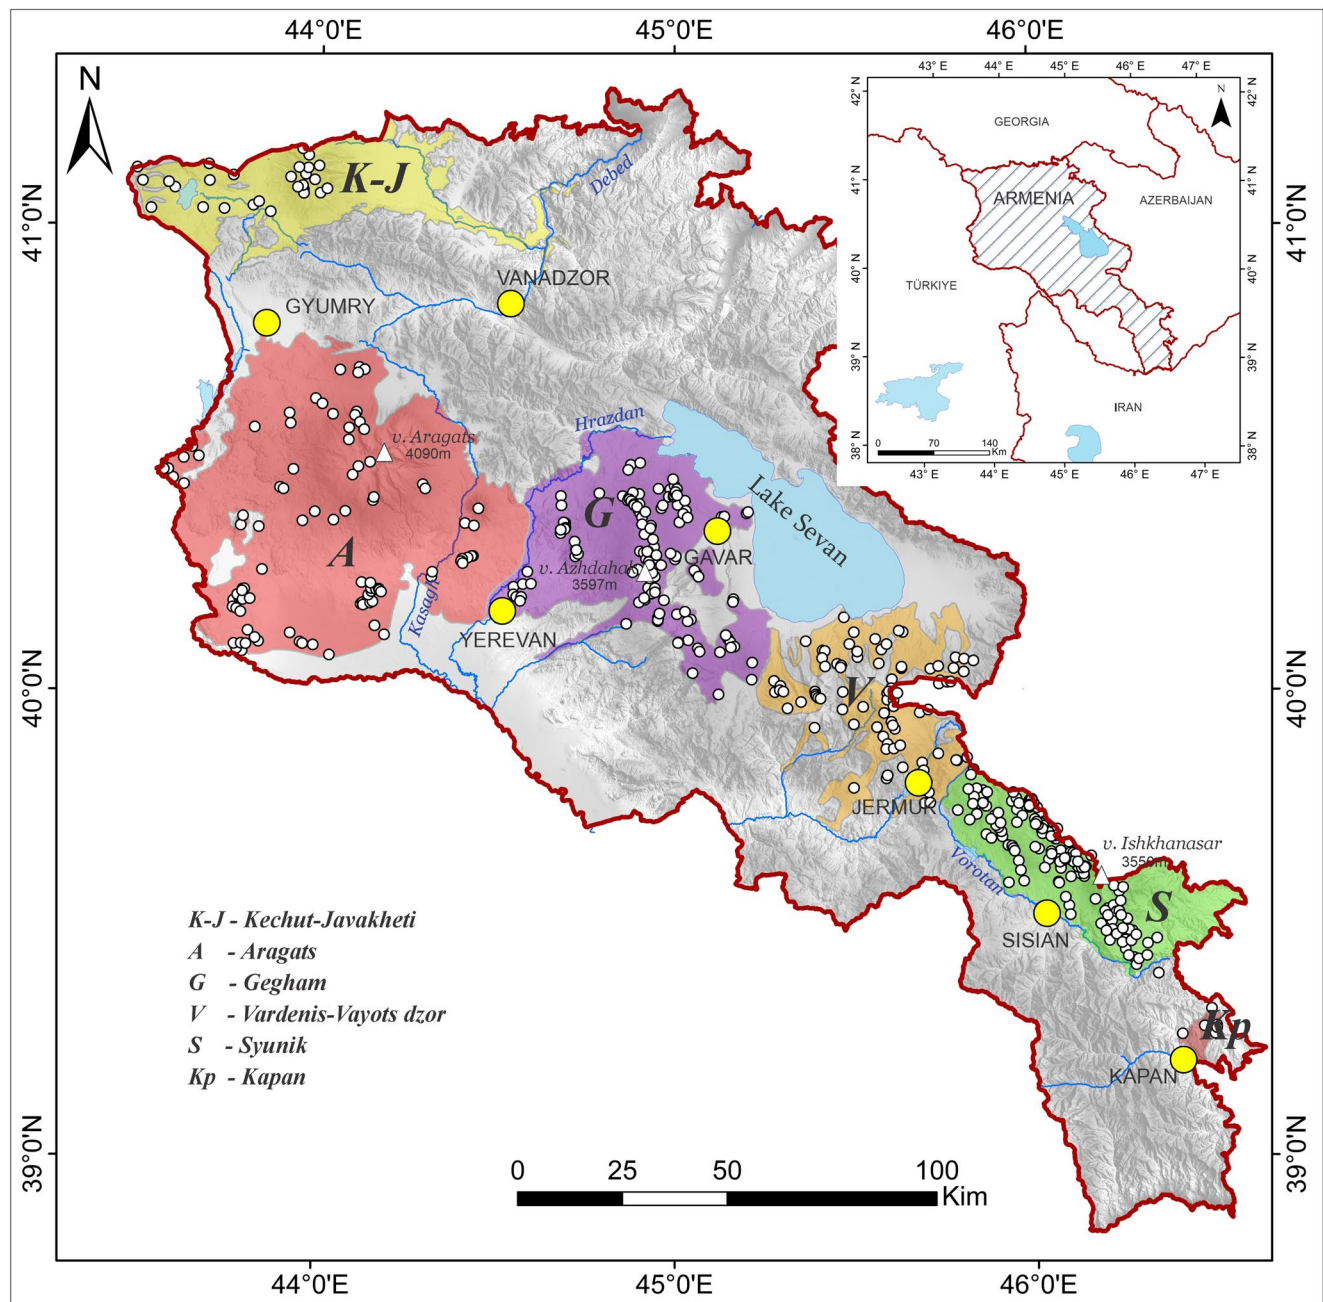 44°0'E 45°0'E 46°0'E
N
41°0'N
40°0'N
39°0'N
43° E 44° E 45° E 46° E 47° E
42° N
41° N
40° N
39° N
38° N
N
GEORGIA
ARMENIA
AZERBAIJAN
TÜRKIYE
IRAN
0 70 140
Km
43° E 44° E 45° E 46° E 47° E
42° N
41° N
40° N
39° N
38° N
41°0'N
40°0'N
39°0'N
K-J
Debed
VANADZOR
GYUMRY
Hrazdan
v. Aragats
4090m
Lake Sevan
G
A
GAVAR
v. Azhdahak
3597m
Kasagh
YEREVAN
V
JERMUK
v. Ishkhanasar
3550m
Vorotan
S
SISIAN
Kp
KAPAN
K-J - Kechut-Javakheti
A - Aragats
G - Gegham
V - Vardenis-Vayots dzor
S - Syunik
Kp - Kapan
0 25 50 100
Kim
44°0'E 45°0'E 46°0'E